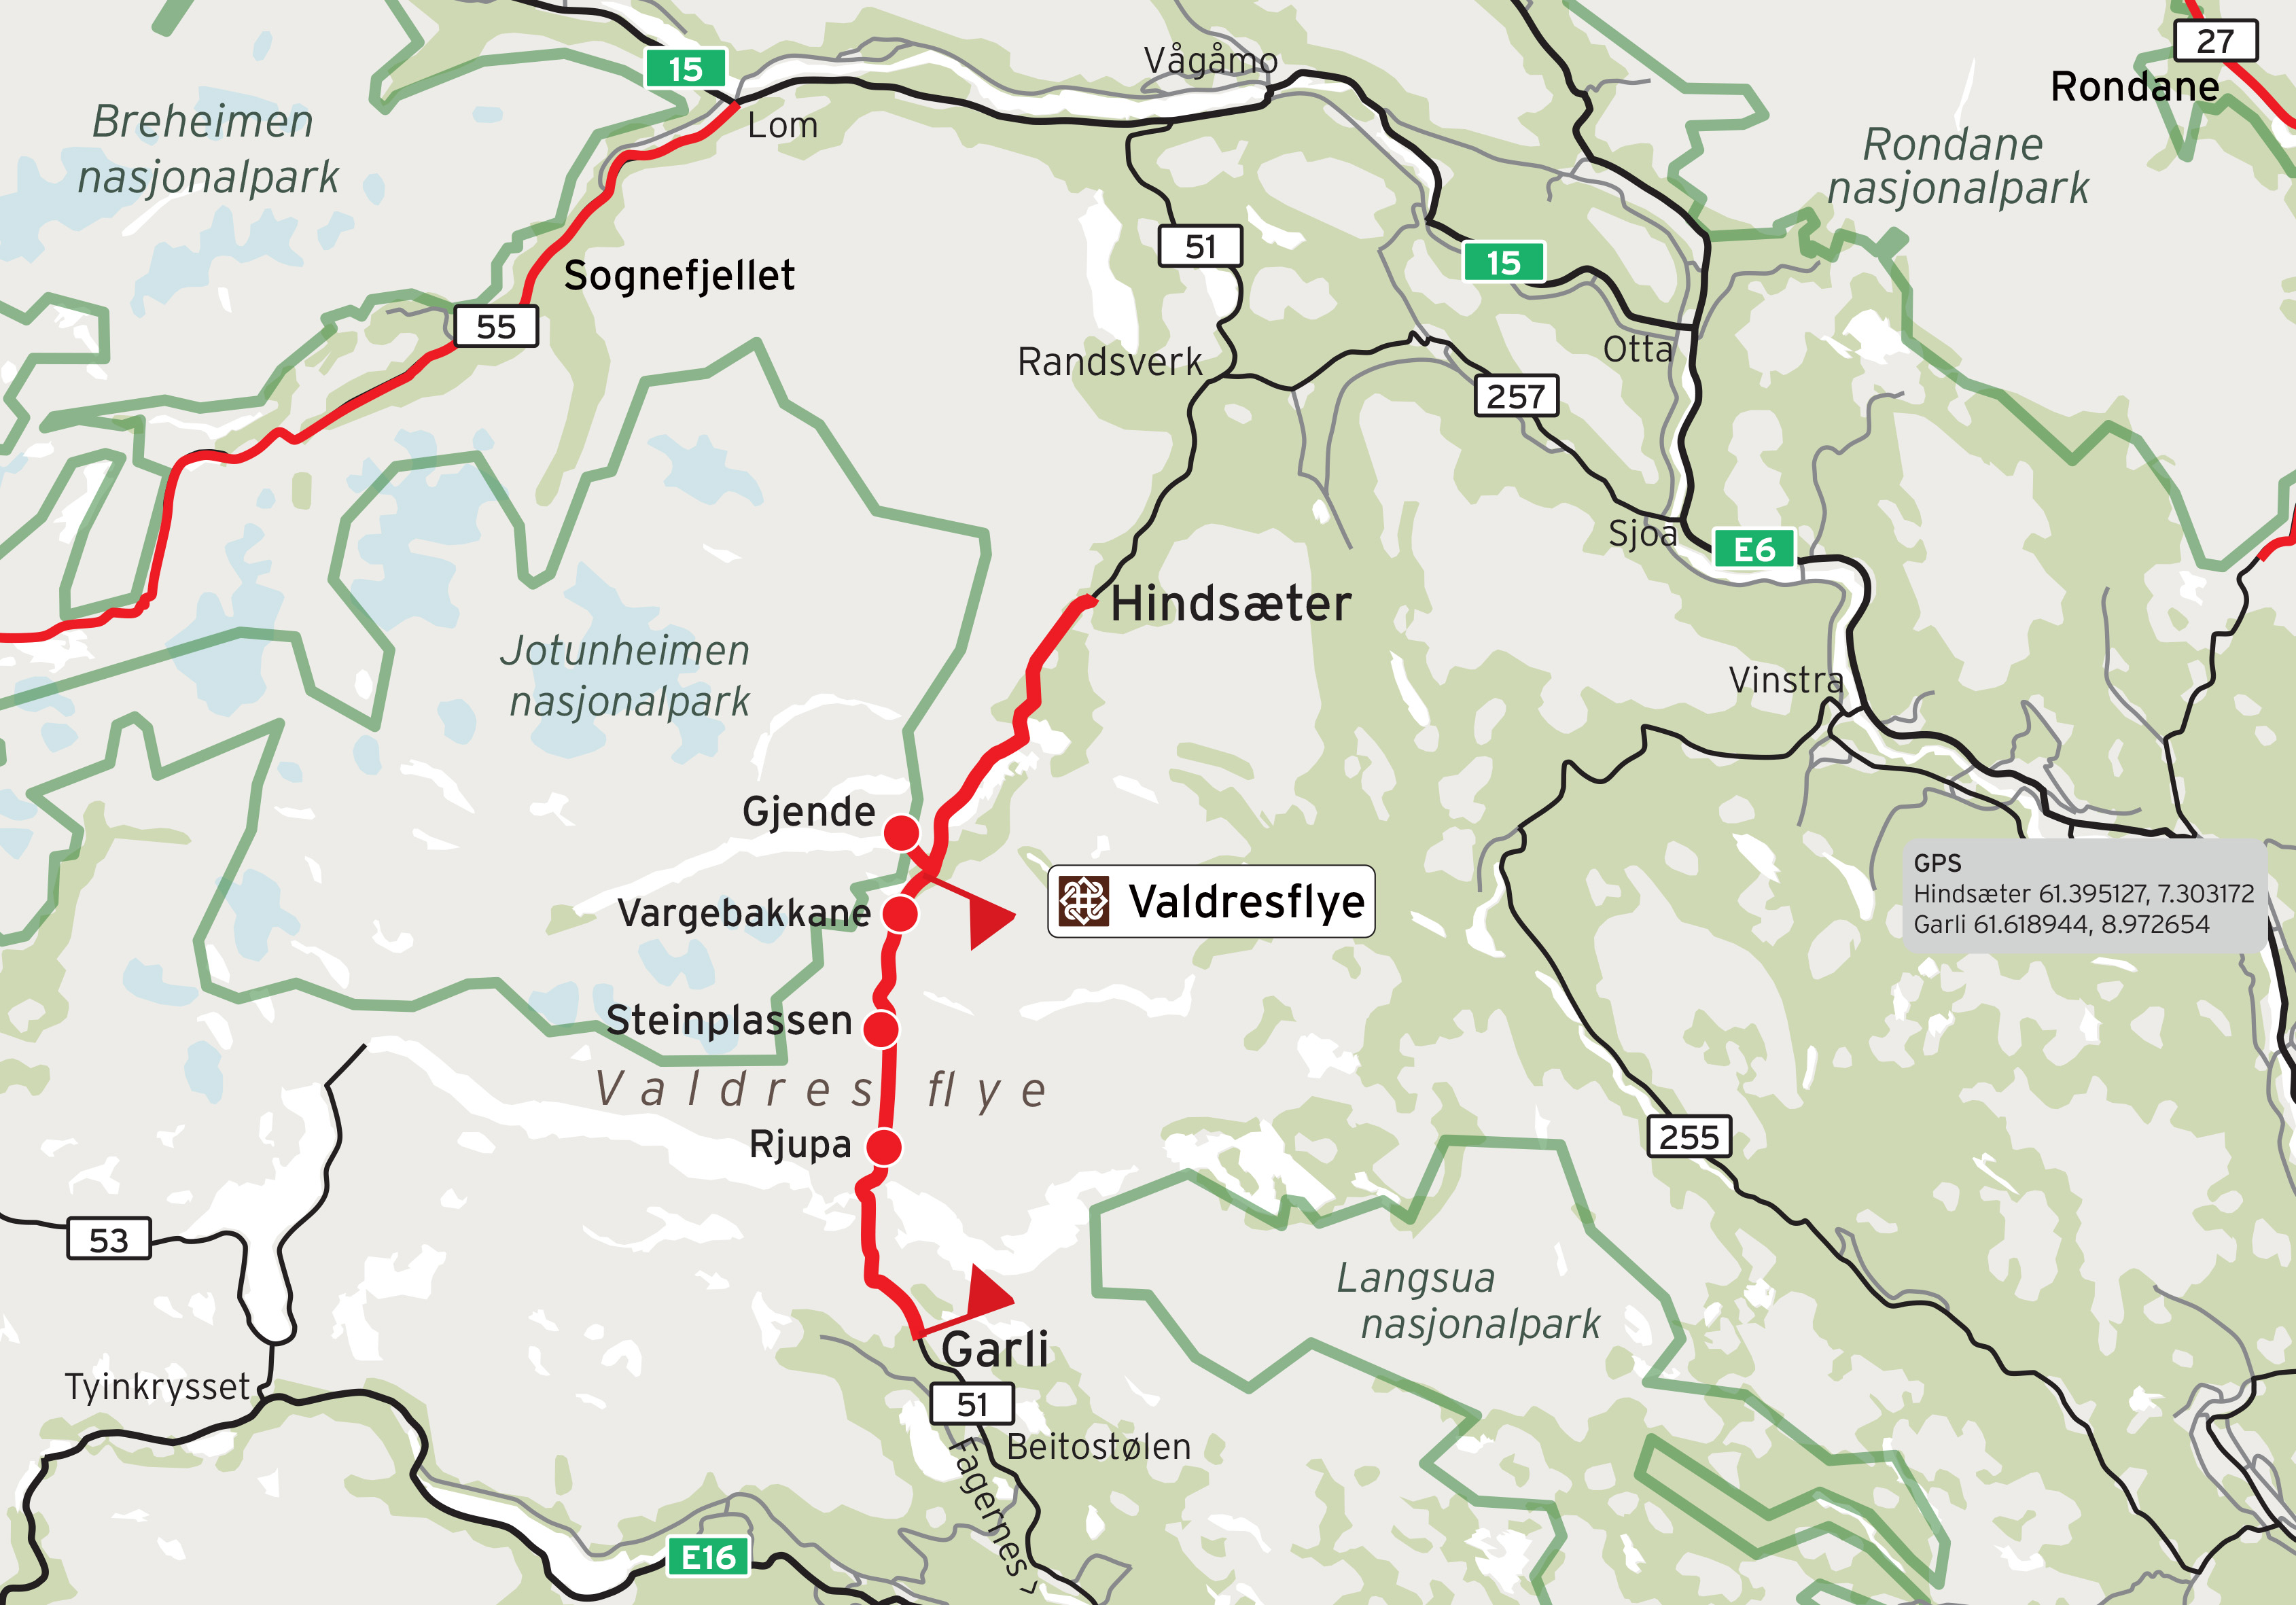 27
Vågåmo
15
Rondane
Breheimen
nasjonalpark
Lom
Rondane
nasjonalpark
51
15
Sognefjellet
55
Otta
Randsverk
257
Sjoa
E6
Hindsæter
Jotunheimen
nasjonalpark
Vinstra
Gjende
GPS
Hindsæter 61.395127, 7.303172
Garli 61.618944, 8.972654
Valdresflye
Vargebakkane
Steinplassen
Valdresflye
Rjupa
255
53
Langsua
nasjonalpark
Garli
Tyinkrysset
51
Beitostølen
Fagernes >
E16